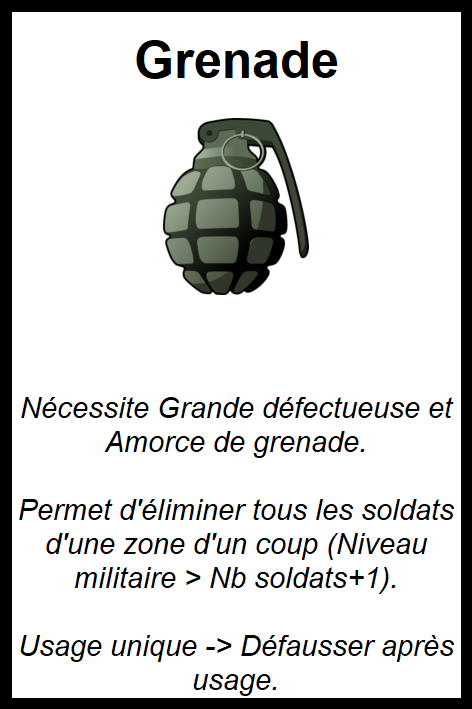 Grenade
Nécessite Grande défectueuse et
Amorce de grenade.
Permet d'éliminer tous les soldats
d'une zone d'un coup (Niveau
militaire > Nb soldats+1).
Usage unique -> Défausser après
usage.